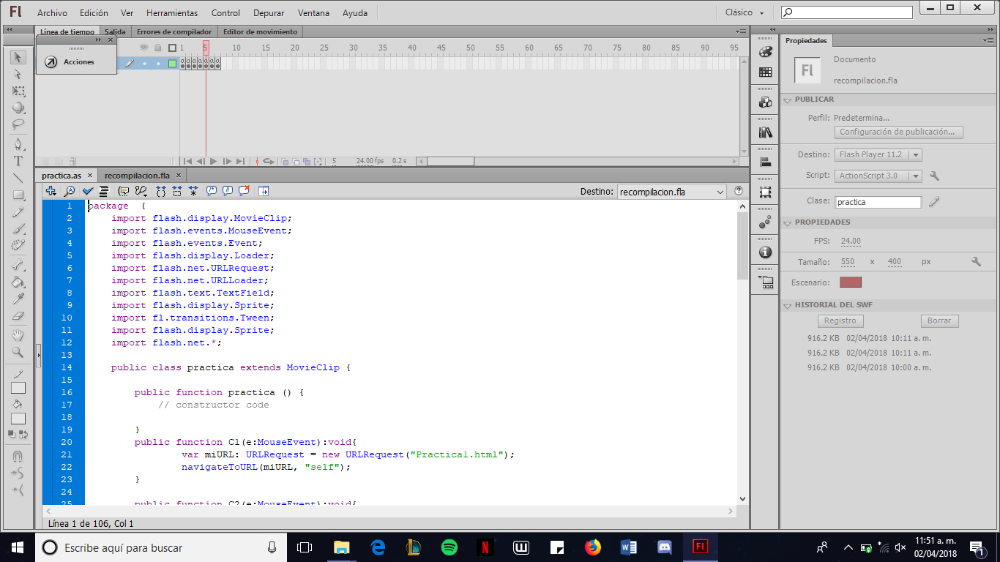 Fl Archivo Edición Ver Herramientas Control Depurar Ventana Ayuda Clásico
Línea de tiempo Salida Errores de compilador Editor de movimiento
Acciones
1 5 10 15 20 25 30 35 40 45 50 55 60 65 70 75 80 85 90 95
5 24.00 fps 0.2 s
practica.as recompilacion.fla
Destino: recompilacion.fla
1 package {
2 import flash.display.MovieClip;
3 import flash.events.MouseEvent;
4 import flash.events.Event;
5 import flash.display.Loader;
6 import flash.net.URLRequest;
7 import flash.net.URLLoader;
8 import flash.text.TextField;
9 import flash.display.Sprite;
10 import fl.transitions.Tween;
11 import flash.display.Sprite;
12 import flash.net.*;
13
14 public class practica extends MovieClip {
15
16 public function practica () {
17 // constructor code
18
19 }
20 public function C1(e:MouseEvent):void{
21 var miURL: URLRequest = new URLRequest("Practica1.html");
22 navigateToURL(miURL, "self");
23 }
24
25 public function C2(e:MouseEvent):void{
Línea 1 de 106, Col 1
Propiedades
Fl
Documento
recompilacion.fla
PUBLICAR
Perfil: Predetermina...
Configuración de publicación...
Destino: Flash Player 11.2
Script: ActionScript 3.0
Clase: practica
PROPIEDADES
FPS: 24.00
Tamaño: 550 x 400 px
Escenario:
HISTORIAL DEL SWF
Registro Borrar
916.2 KB 02/04/2018 10:11 a. m.
916.2 KB 02/04/2018 10:11 a. m.
916.2 KB 02/04/2018 10:00 a. m.
Escribe aquí para buscar
11:51 a. m.
02/04/2018
1